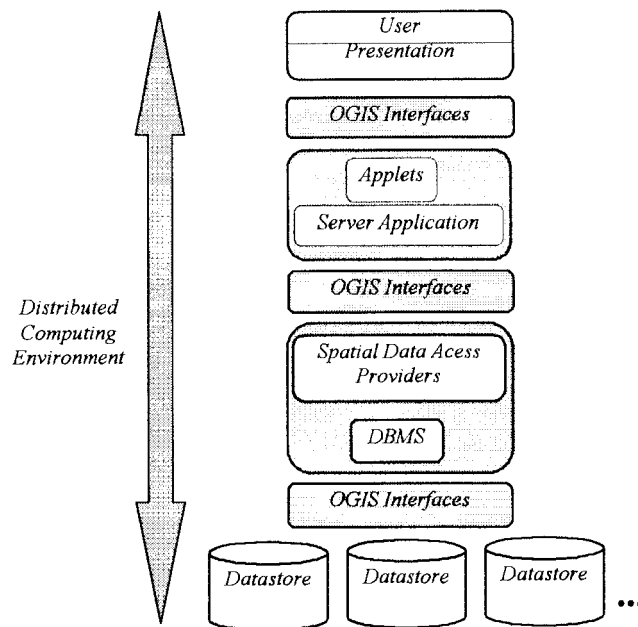 User
Presentation
OGIS Interfaces
Applets
Server Application
OGIS Interfaces
Distributed
Computing
Environment
Spatial Data Acess
Providers
DBMS
OGIS Interfaces
Datastore
Datastore
Datastore
...